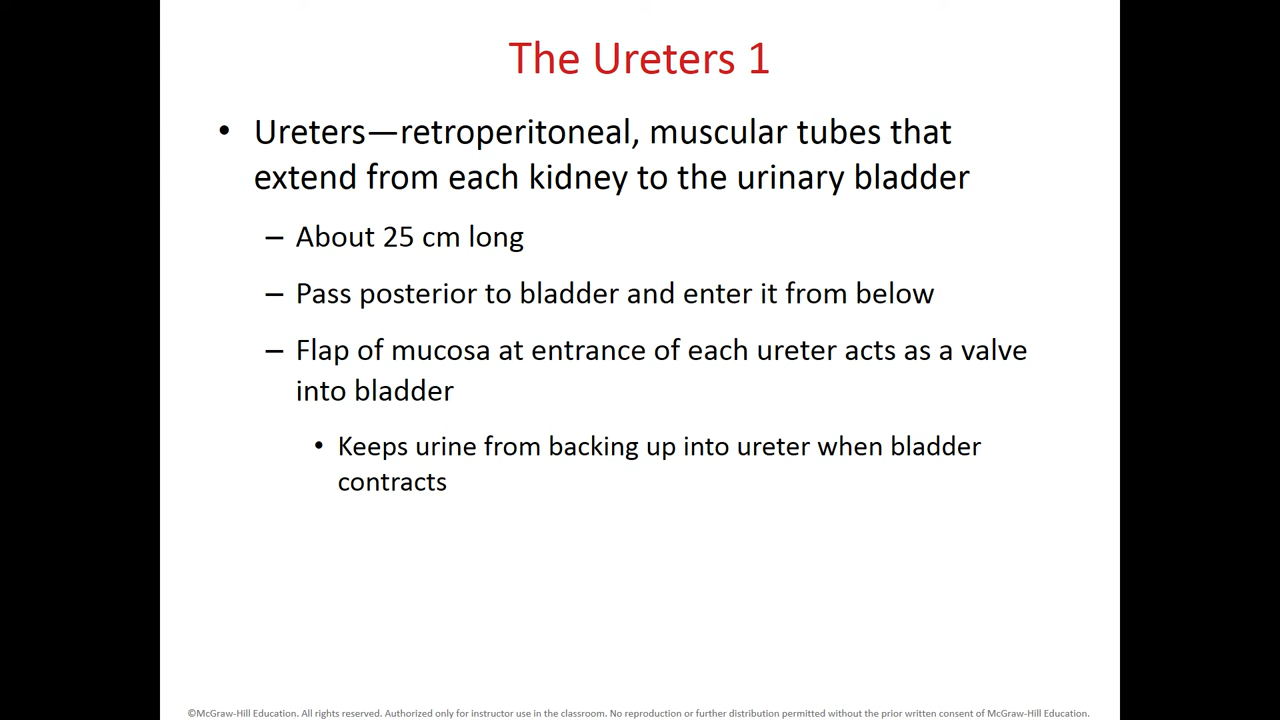 The Ureters 1
• Ureters—retroperitoneal, muscular tubes that
extend from each kidney to the urinary bladder
– About 25 cm long
– Pass posterior to bladder and enter it from below
– Flap of mucosa at entrance of each ureter acts as a valve
into bladder
• Keeps urine from backing up into ureter when bladder
contracts
©McGraw-Hill Education. All rights reserved. Authorized only for instructor use in the classroom. No reproduction or further distribution permitted without the prior written consent of McGraw-Hill Education.